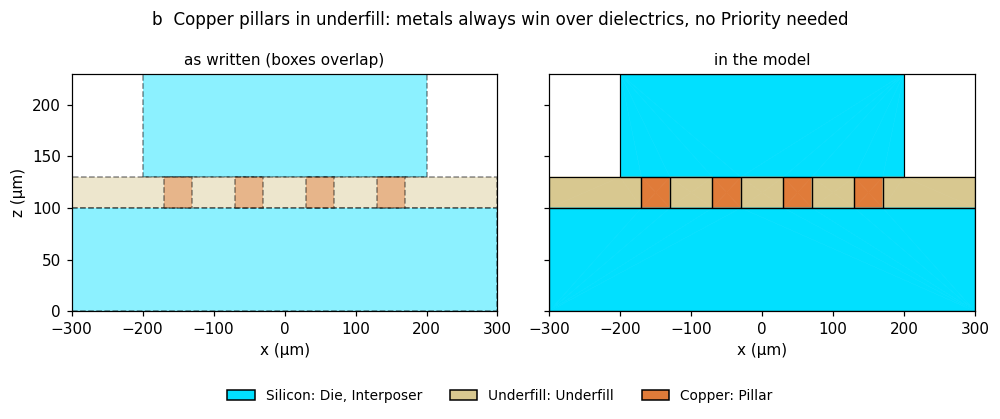 b  Copper pillars in underfill: metals always win over dielectrics, no Priority needed
as written (boxes overlap)
in the model
200
150
100
50
0
z (μm)
−300
−200
−100
0
100
200
300
−300
−200
−100
0
100
200
300
x (μm)
x (μm)
Silicon: Die, Interposer
Underfill: Underfill
Copper: Pillar